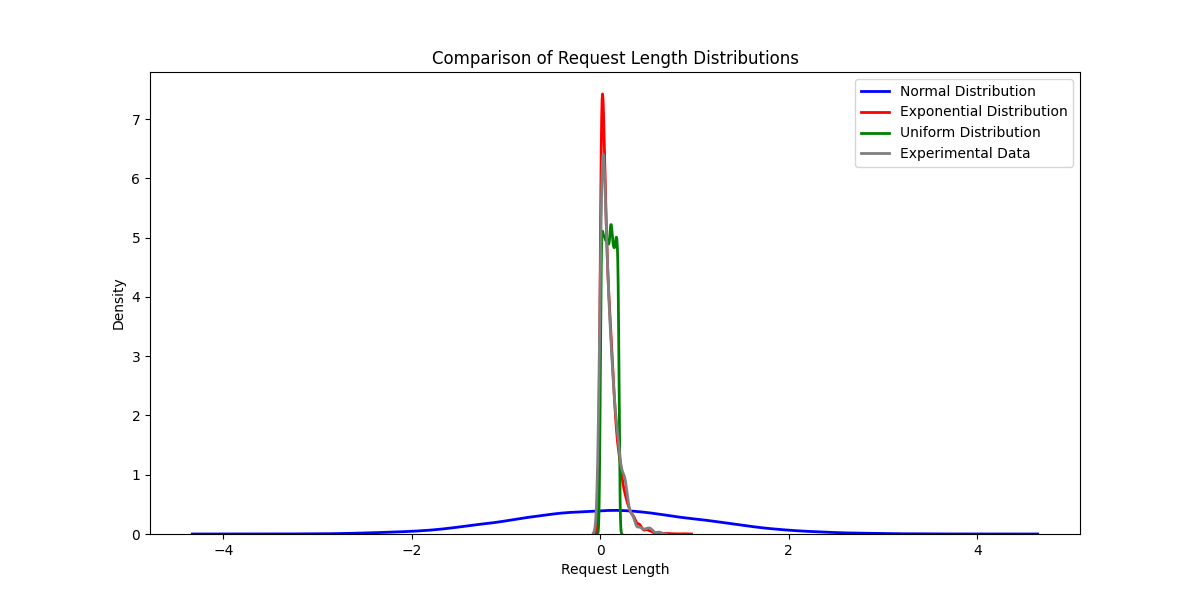 Comparison of Request Length Distributions
Normal Distribution
Exponential Distribution
Uniform Distribution
Experimental Data
Density
7
6
5
4
3
2
1
0
−4
−2
0
2
4
Request Length